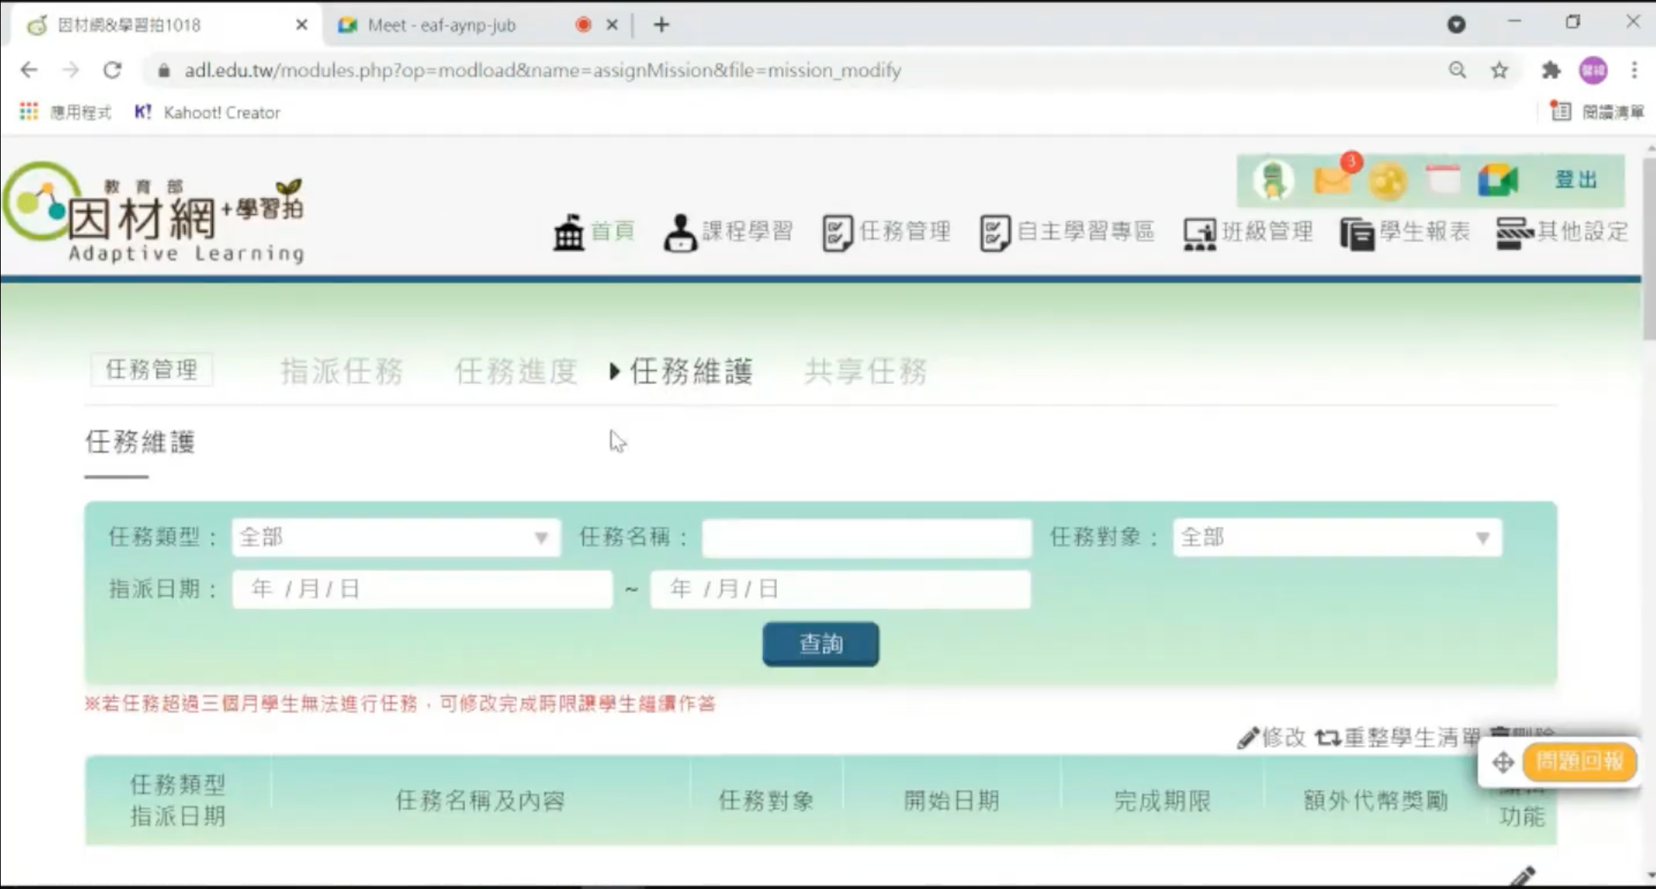 因材網&學習拍1018
Meet - eaf-aynp-jub
adl.edu.tw/modules.php?op=modload&name=assignMission&file=mission_modify
應用程式
K! Kahoot! Creator
閱讀清單
教育部
因材網+學習拍
Adaptive Learning
3
登出
首頁
課程學習
任務管理
自主學習專區
班級管理
學生報表
其他設定
任務管理
指派任務
任務進度
任務維護
共享任務
任務維護
任務類型：
全部
任務名稱：
任務對象：
全部
指派日期：
年 /月/日
~
年 /月/日
查詢
※若任務超過三個月學生無法進行任務，可修改完成時限讓學生繼續作答
修改
重整學生清單
刪除
問題回報
任務類型
指派日期
任務名稱及內容
任務對象
開始日期
完成期限
額外代幣獎勵
功能